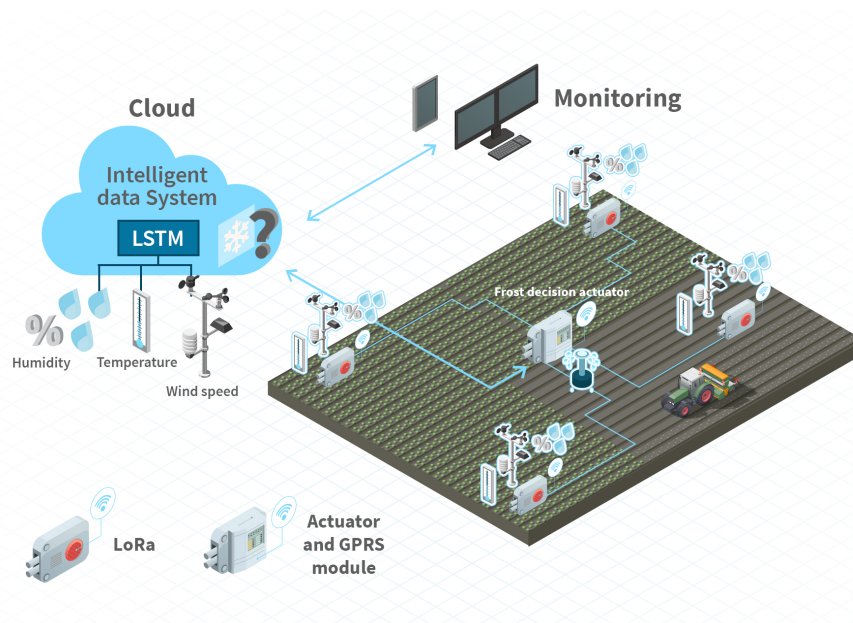 Cloud
Monitoring
Intelligent
data System
LSTM
?
%
%
Frost decision actuator
%
%
%
Humidity
Temperature
Wind speed
LoRa
Actuator
and GPRS
module